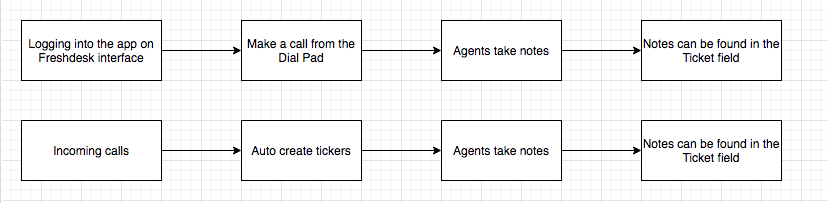 Logging into the app on
Freshdesk interface
Make a call from the
Dial Pad
Agents take notes
Notes can be found in the
Ticket field
Incoming calls
Auto create tickers
Agents take notes
Notes can be found in the
Ticket field